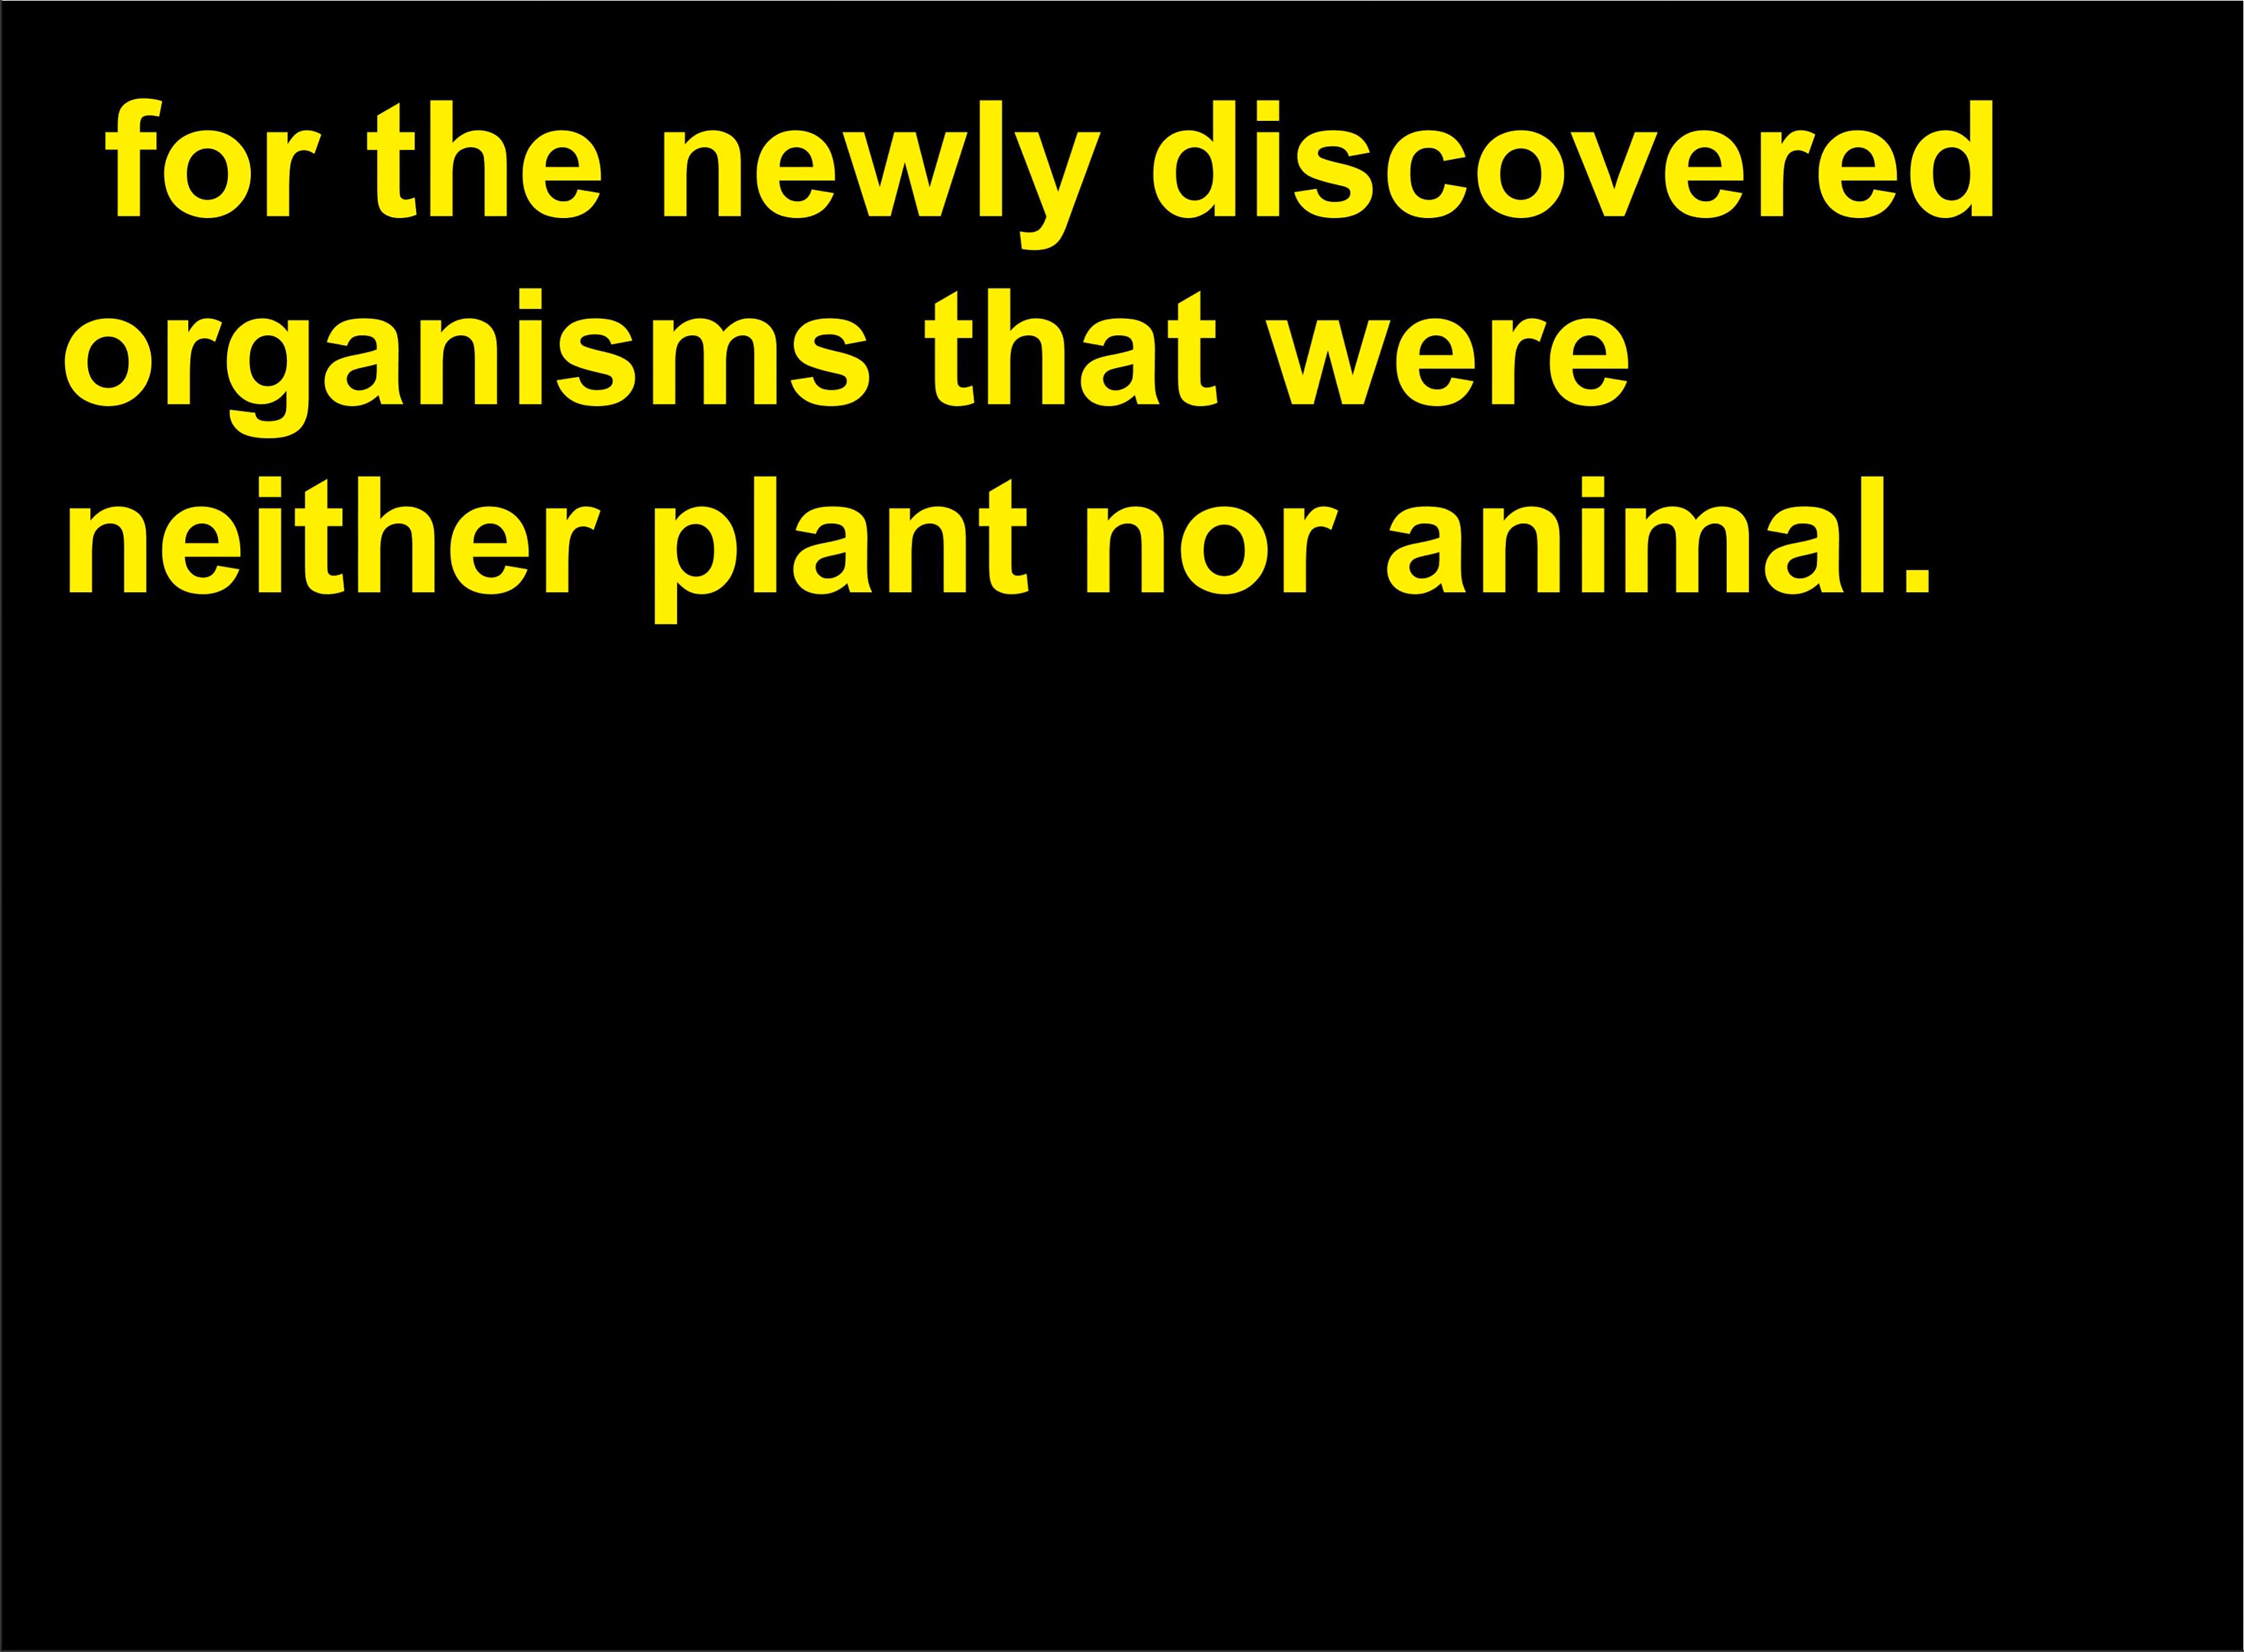 for the newly discovered
organisms that were
neither plant nor animal.